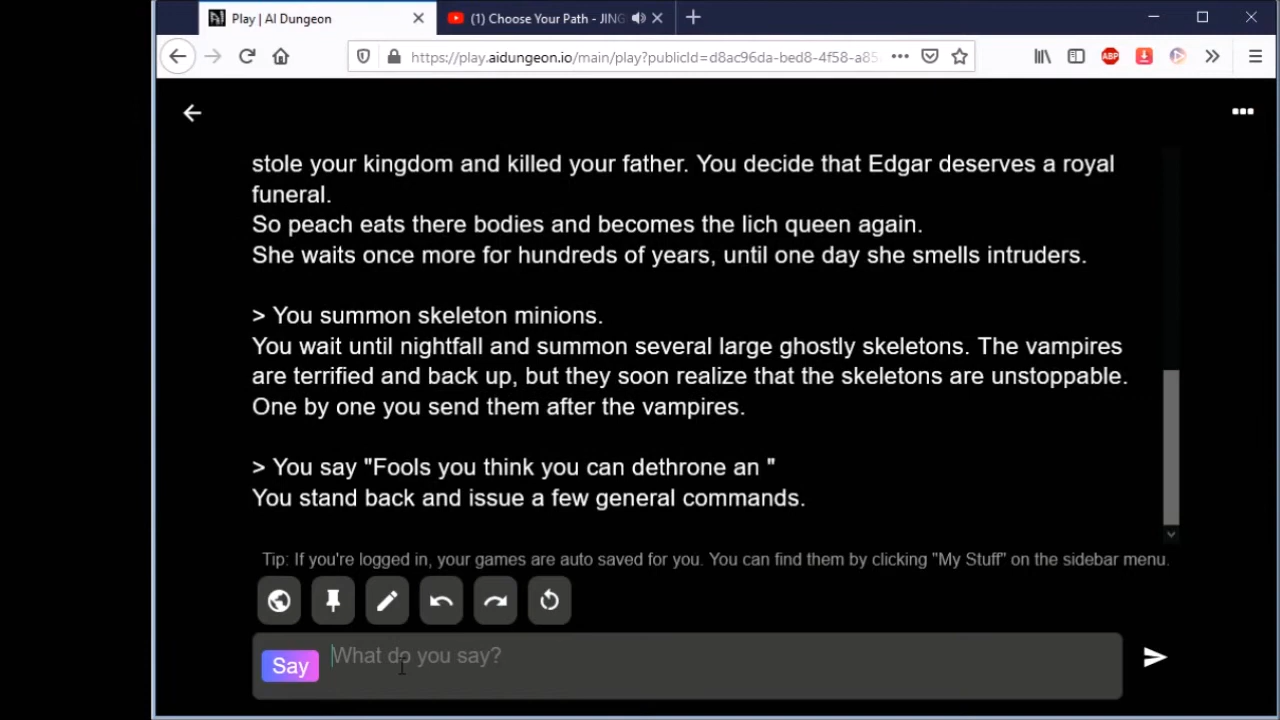 Play | AI Dungeon
(1) Choose Your Path - JING
https://play.aidungeon.io/main/play?publicId=d8ac96da-bed8-4f58-a85
ABP
stole your kingdom and killed your father. You decide that Edgar deserves a royal
funeral.
So peach eats there bodies and becomes the lich queen again.
She waits once more for hundreds of years, until one day she smells intruders.
> You summon skeleton minions.
You wait until nightfall and summon several large ghostly skeletons. The vampires
are terrified and back up, but they soon realize that the skeletons are unstoppable.
One by one you send them after the vampires.
> You say "Fools you think you can dethrone an "
You stand back and issue a few general commands.
Tip: If you're logged in, your games are auto saved for you. You can find them by clicking "My Stuff" on the sidebar menu.
Say What do you say?